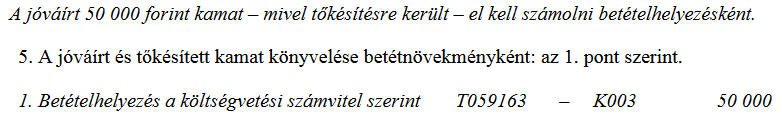 A jóváírt 50 000 forint kamat – mivel tőkésítésre került – el kell számolni betételhelyezésként.
5. A jóváírt és tőkésített kamat könyvelése betétnövekményként: az 1. pont szerint.
1. Betételhelyezés a költségvetési számvitel szerint T059163 – K003 50 000